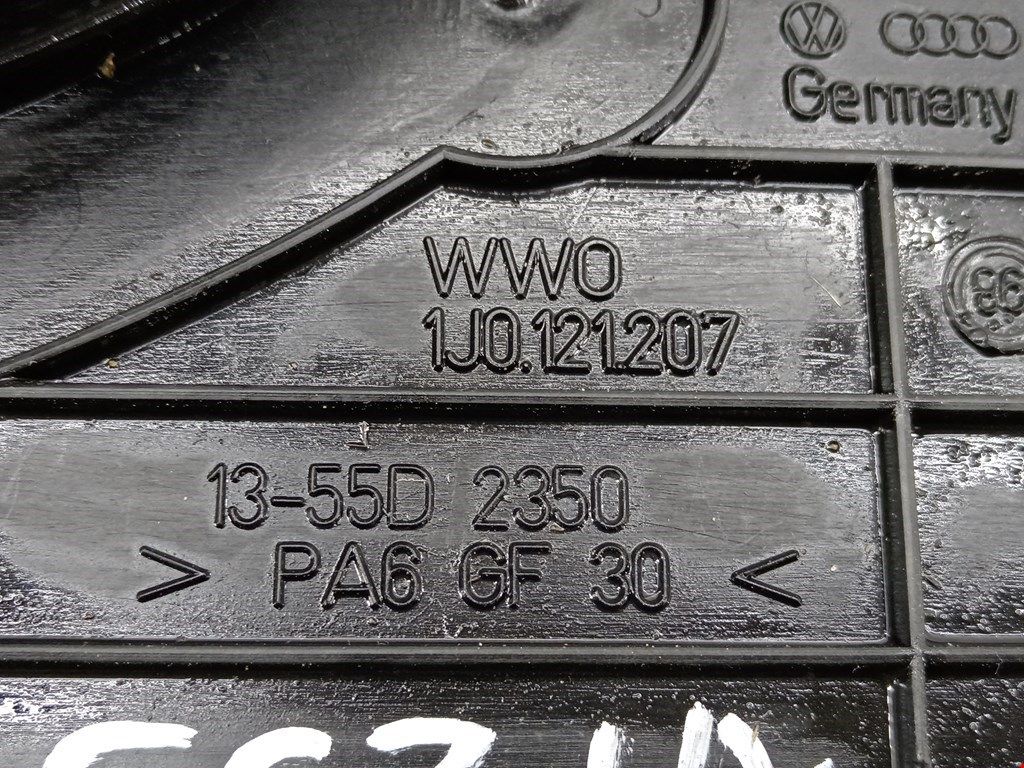 Germany
WWO
1J0.121.207
13-55D 2350
> PA6 GF 30 <